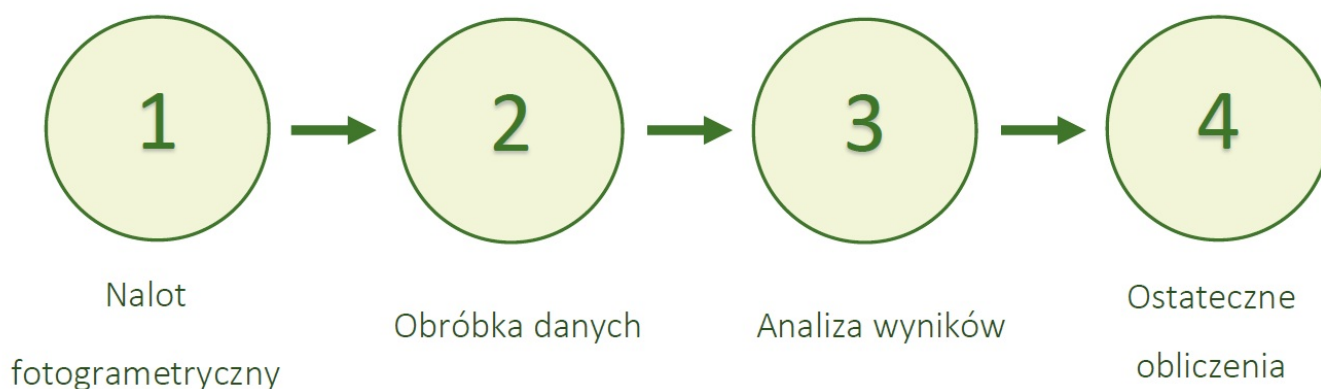 1
2
3
4
Nalot
fotogrametryczny
Obróbka danych
Analiza wyników
Ostateczne
obliczenia